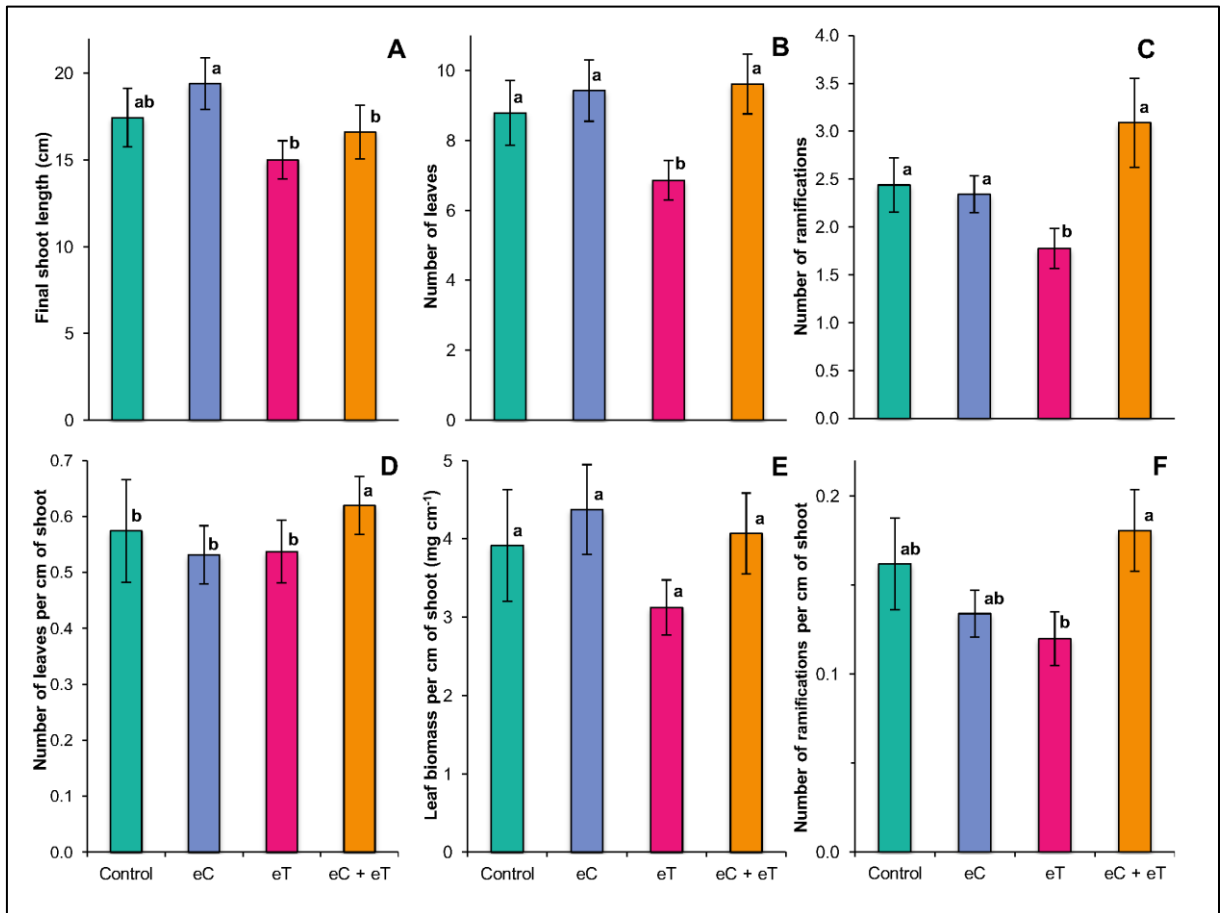 A
Final shoot length (cm)
20
15
10
5
0
ab
a
b
b
B
Number of leaves
10
8
6
4
2
0
a
a
b
a
C
Number of ramifications
4.0
3.5
3.0
2.5
2.0
1.5
1.0
0.5
0.0
a
a
b
a
D
Number of leaves per cm of shoot
0.7
0.6
0.5
0.4
0.3
0.2
0.1
0.0
b
b
b
a
Control eC eT eC + eT
E
Leaf biomass per cm of shoot (mg cm⁻¹)
5
4
3
2
1
0
a
a
a
a
Control eC eT eC + eT
F
Number of ramifications per cm of shoot
0.2
0.1
0.0
ab
ab
b
a
Control eC eT eC + eT